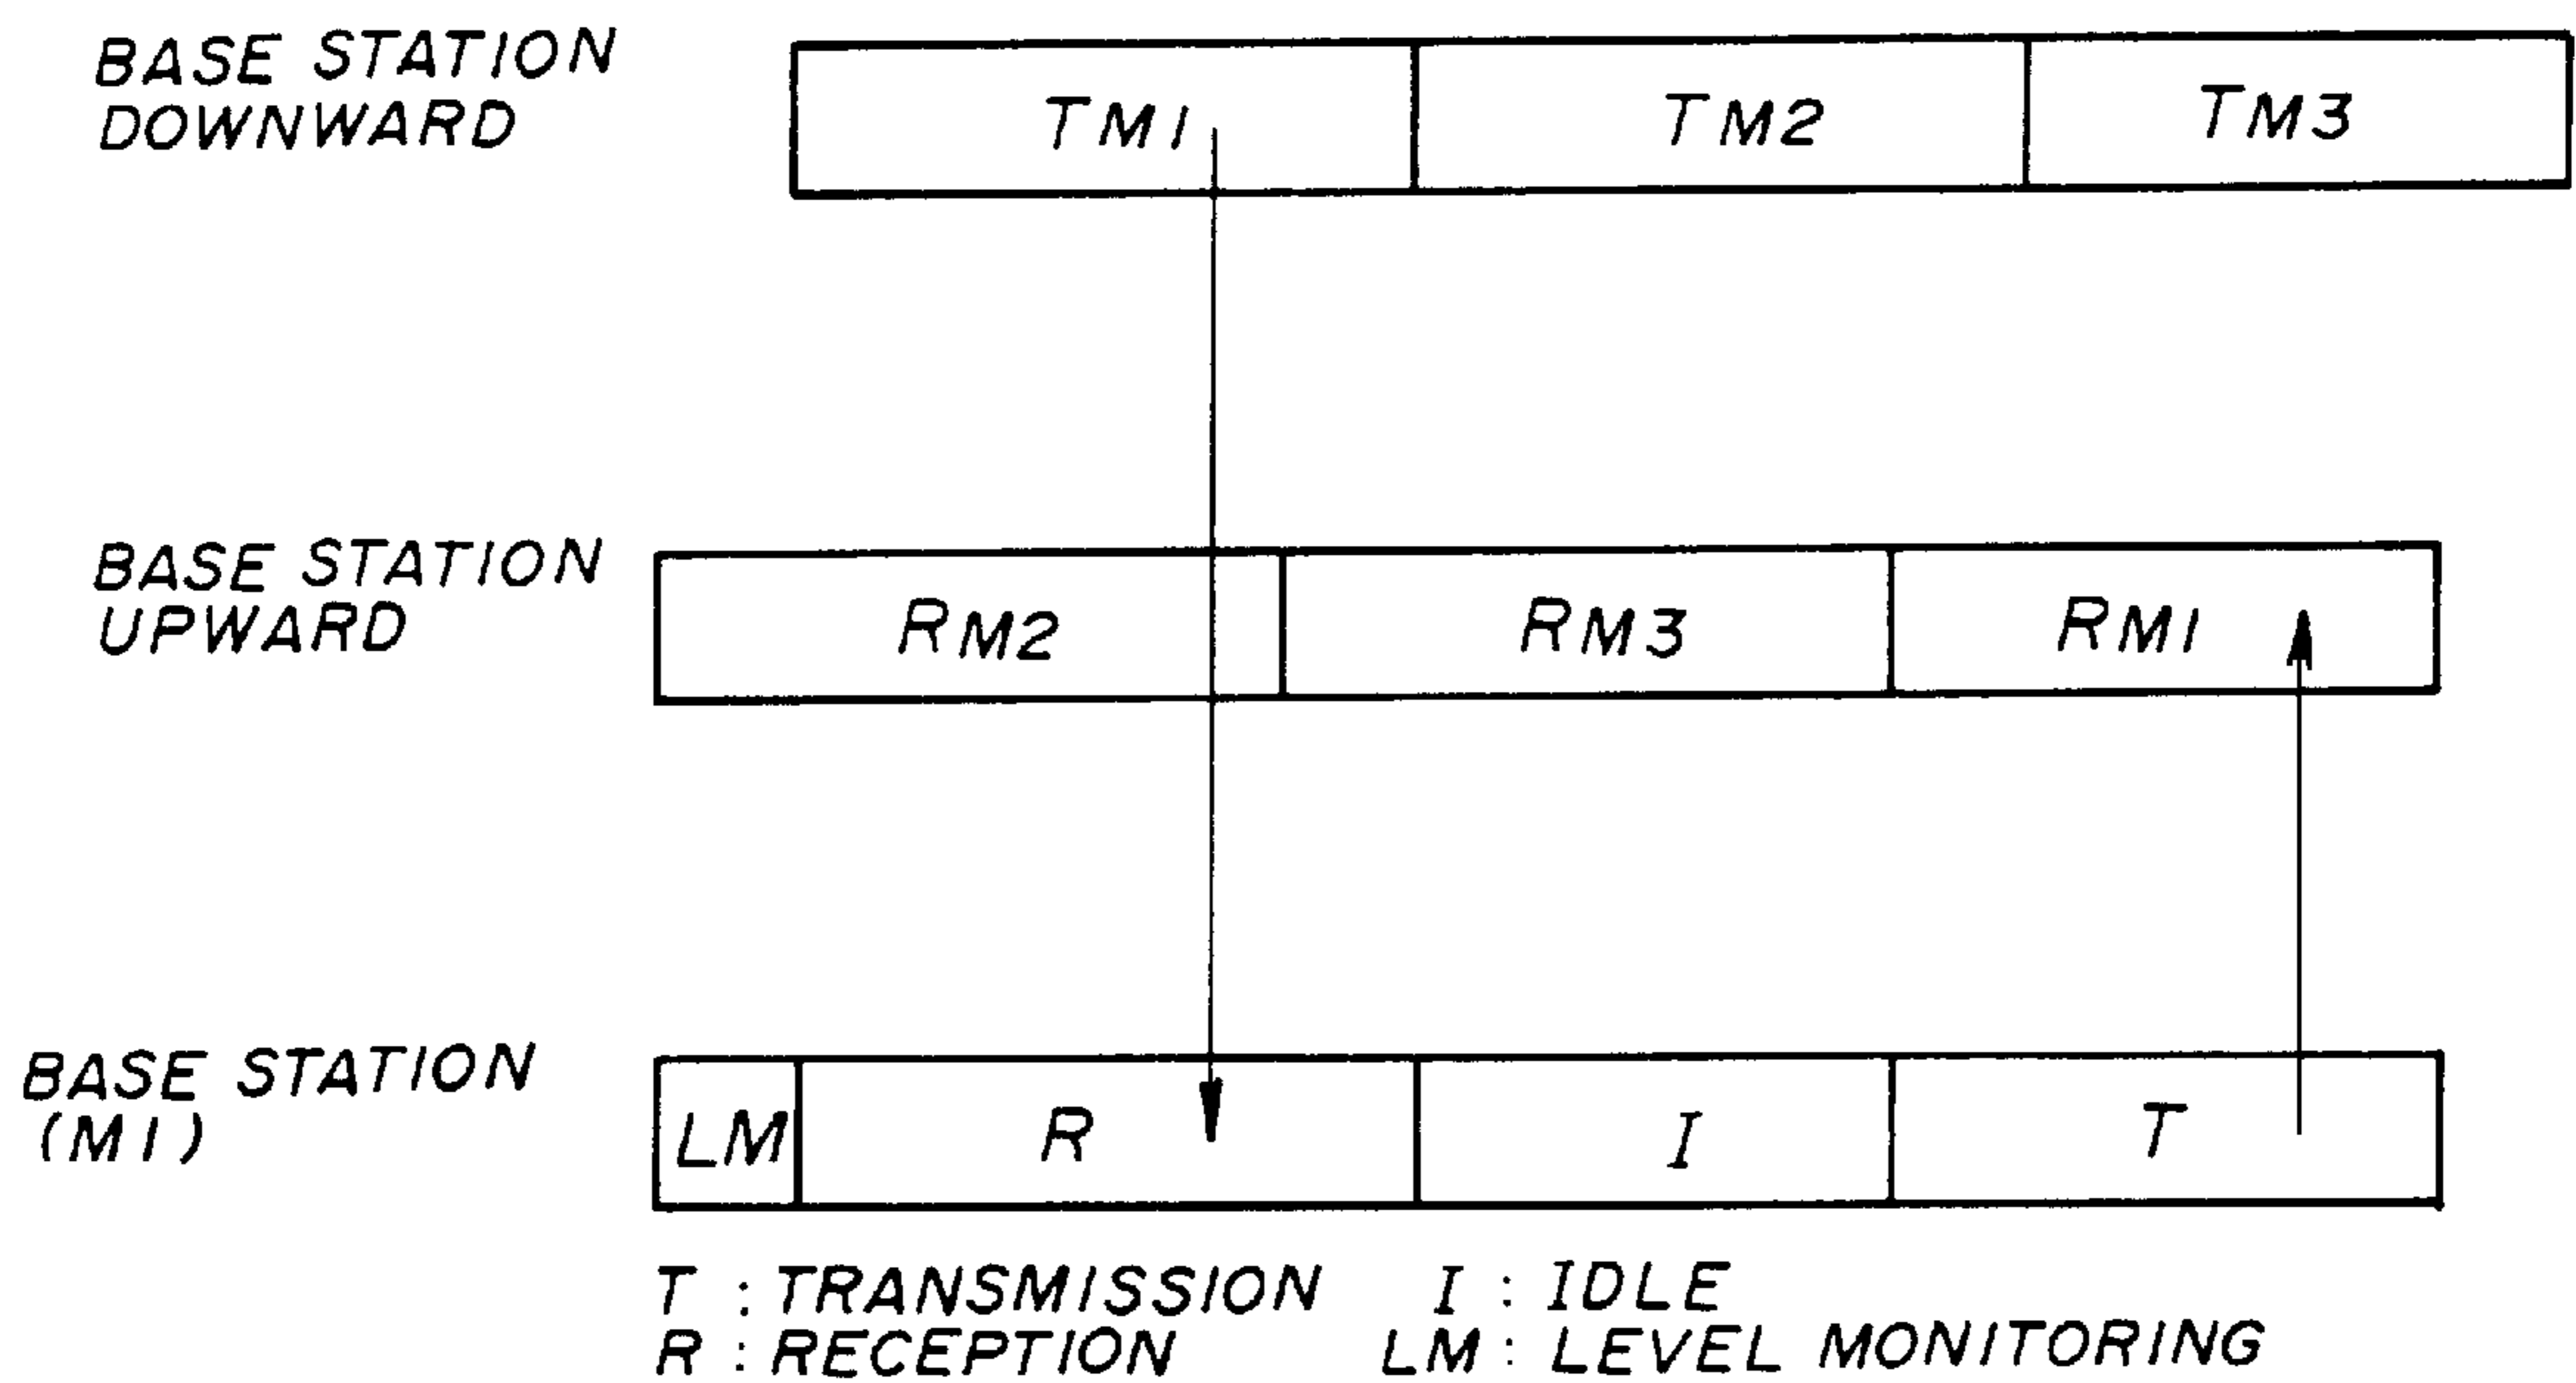 BASE STATION
DOWNWARD
TM1 TM2 TM3
BASE STATION
UPWARD
RM2 RM3 RM1
BASE STATION
(M1)
LM R I T
T : TRANSMISSION I : IDLE
R : RECEPTION LM : LEVEL MONITORING